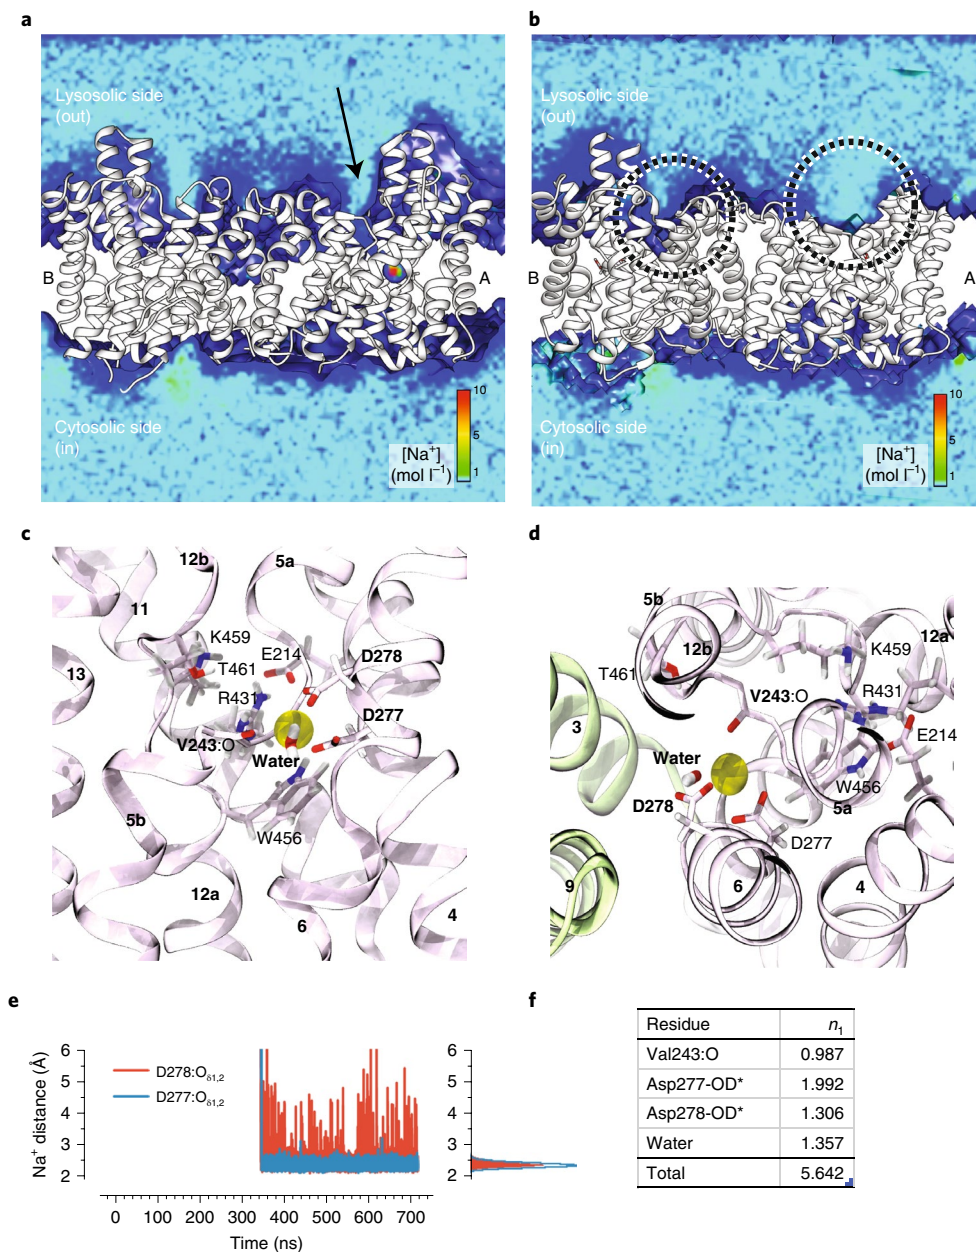 a
Lysosolic side
(out)
B
A
Cytosolic side
(in)
10
5
1
[Na⁺]
(mol l⁻¹)
b
Lysosolic side
(out)
B
A
Cytosolic side
(in)
10
5
1
[Na⁺]
(mol l⁻¹)
c
12b
5a
11
K459
E214
D278
T461
13
R431
D277
V243:O
Water
5b
W456
12a
6
4
d
5b
12b
12a
T461
K459
V243:O
R431
3
E214
Water
W456
D278
5a
D277
9
6
4
e
6
5
4
3
2
Na⁺ distance (Å)
D278:Oδ1,2
D277:Oδ1,2
6
5
4
3
2
0 100 200 300 400 500 600 700
Time (ns)
f
Residue n₁
Val243:O 0.987
Asp277-OD* 1.992
Asp278-OD* 1.306
Water 1.357
Total 5.642